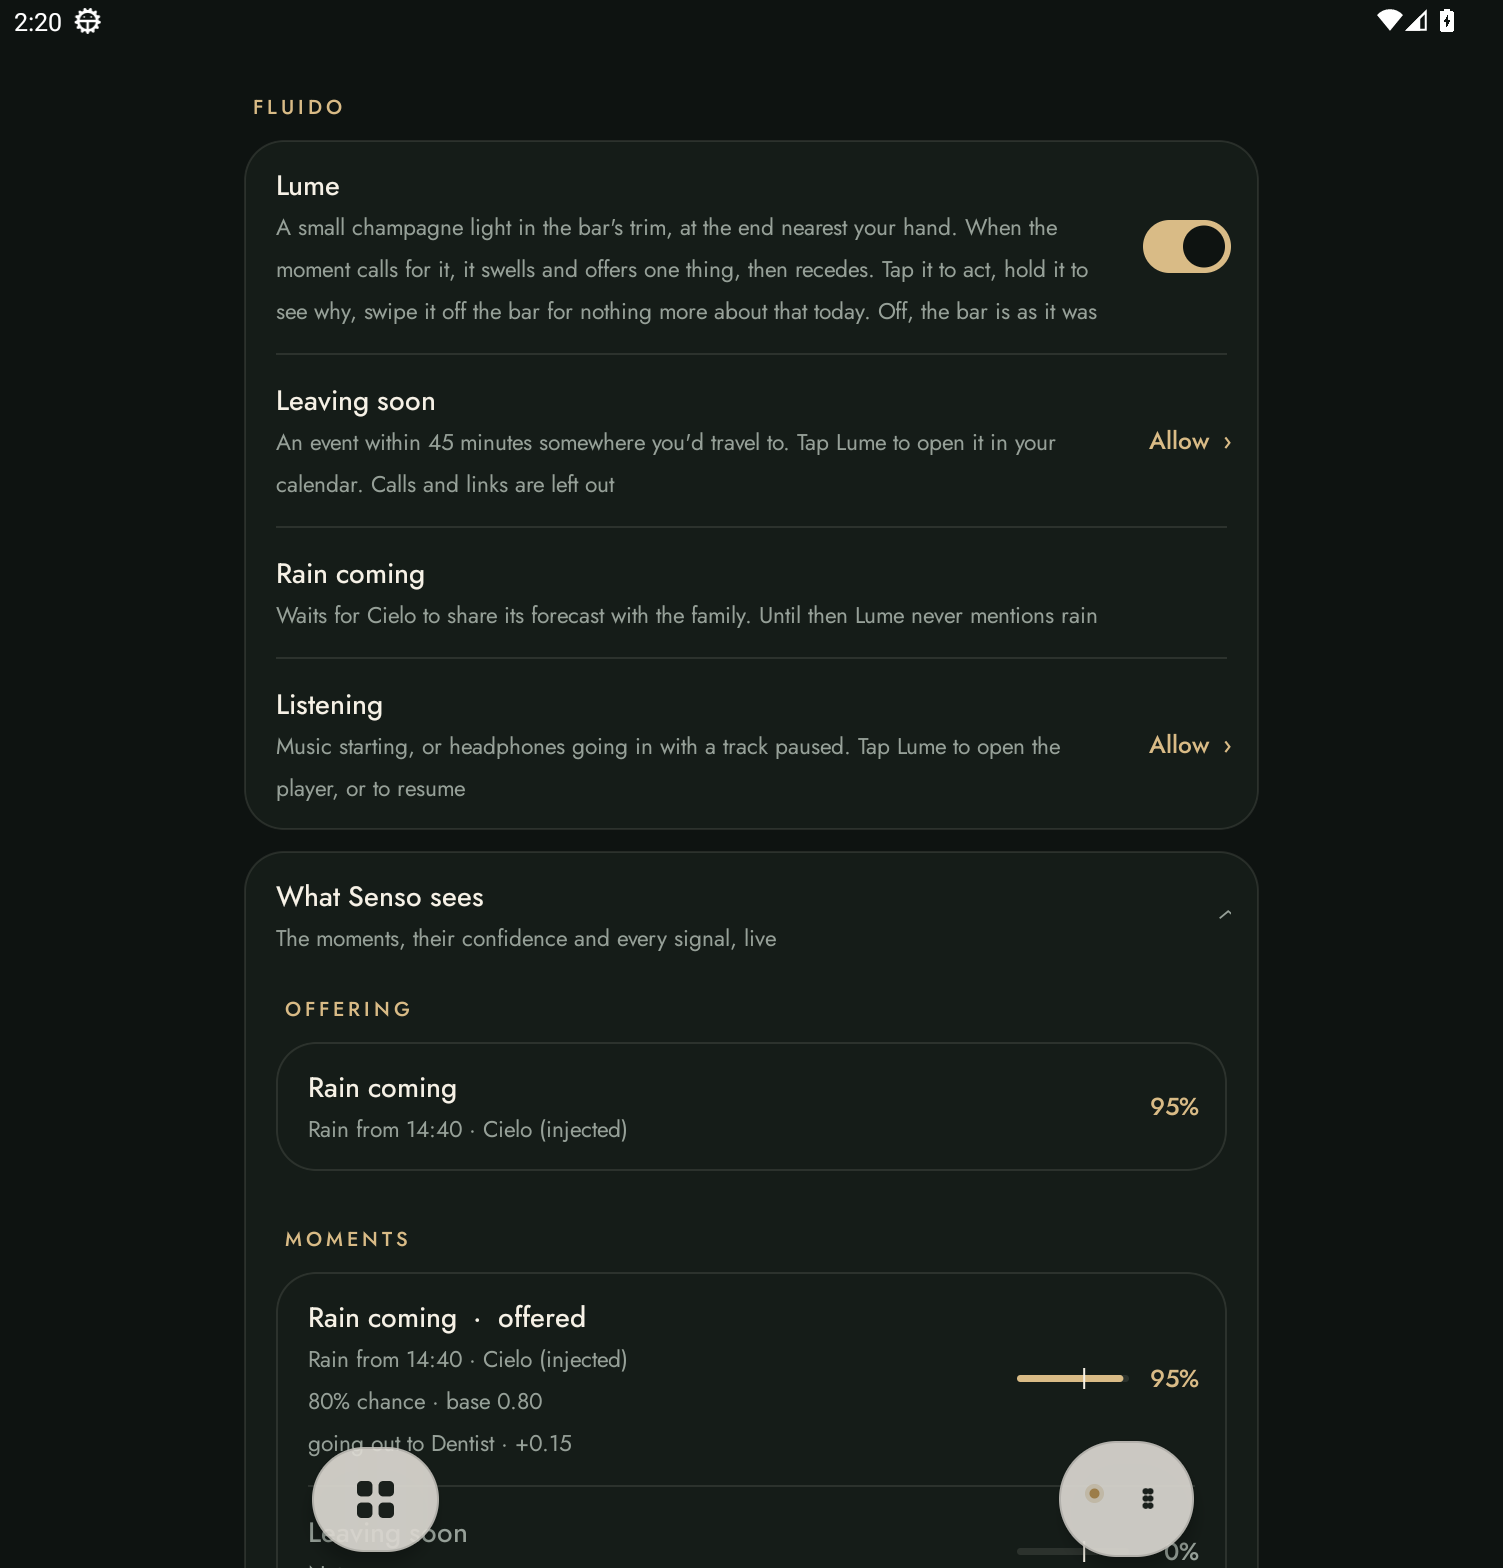 2:20
FLUIDO
Lume
A small champagne light in the bar's trim, at the end nearest your hand. When the
moment calls for it, it swells and offers one thing, then recedes. Tap it to act, hold it to
see why, swipe it off the bar for nothing more about that today. Off, the bar is as it was
Leaving soon
An event within 45 minutes somewhere you'd travel to. Tap Lume to open it in your
calendar. Calls and links are left out
Allow ›
Rain coming
Waits for Cielo to share its forecast with the family. Until then Lume never mentions rain
Listening
Music starting, or headphones going in with a track paused. Tap Lume to open the
player, or to resume
Allow ›
What Senso sees
The moments, their confidence and every signal, live
OFFERING
Rain coming
Rain from 14:40 · Cielo (injected)
95%
MOMENTS
Rain coming · offered
Rain from 14:40 · Cielo (injected)
80% chance · base 0.80
going out to Dentist · +0.15
95%
Leaving soon
0%